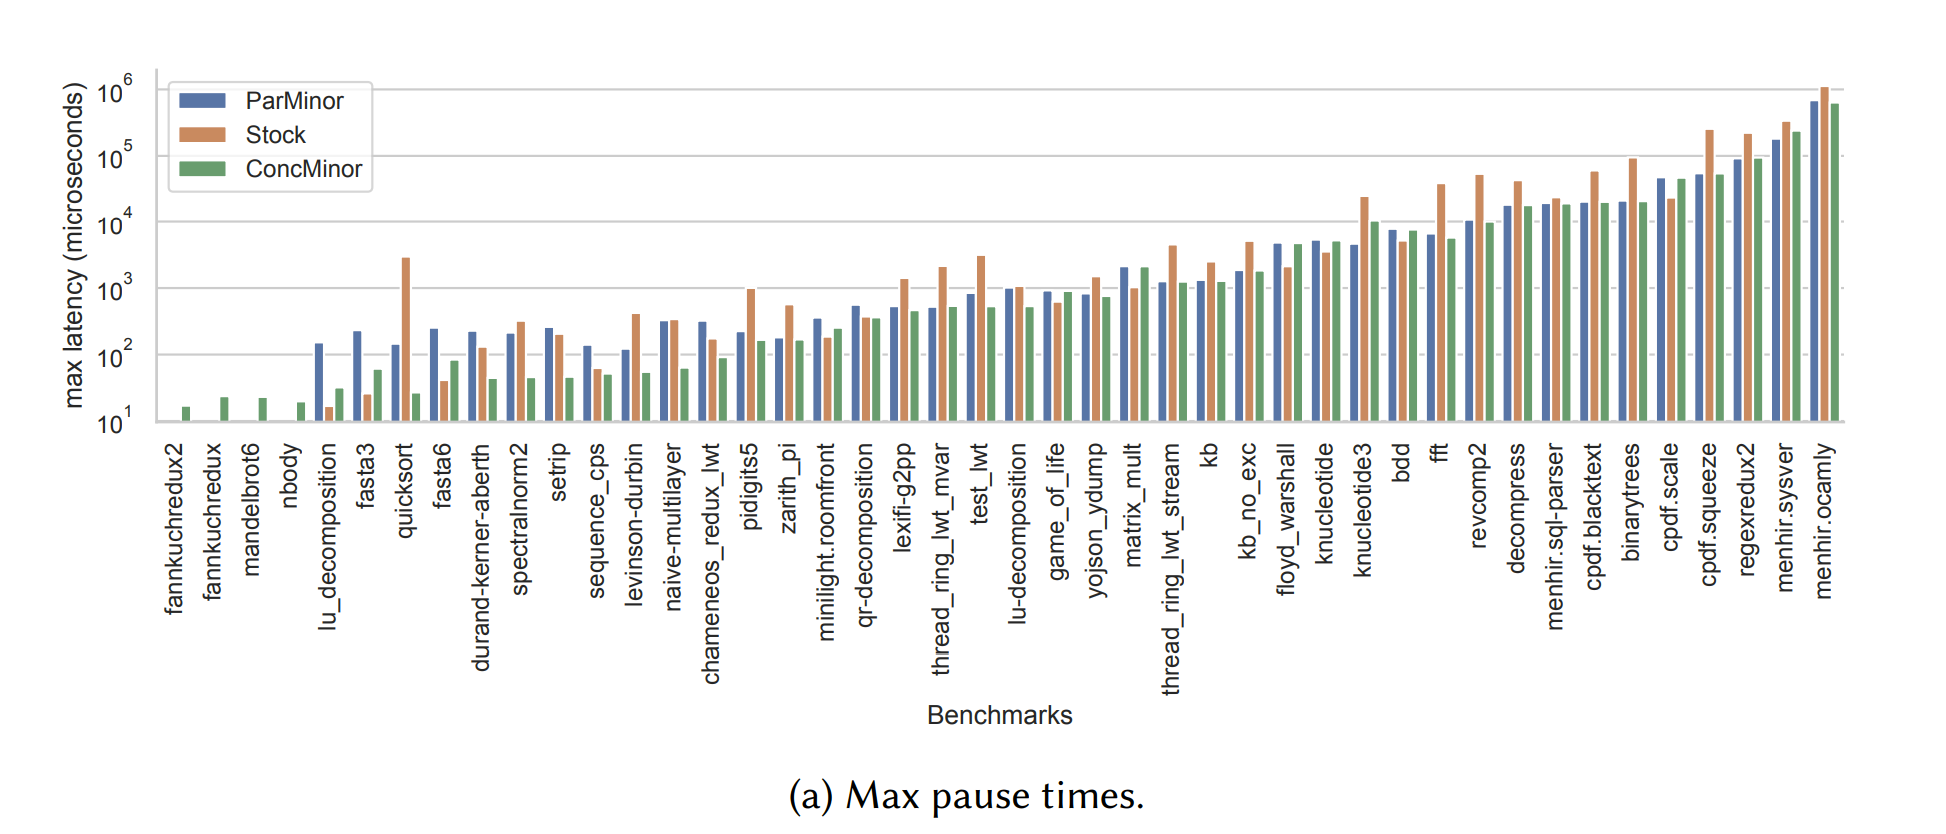 max latency (microseconds)
10^6
10^5
10^4
10^3
10^2
10^1
ParMinor
Stock
ConcMinor
fannkuchredux2
fannkuchredux
mandelbrot6
nbody
lu_decomposition
fasta3
quicksort
fasta6
durand-kerner-aberth
spectralnorm2
setrip
sequence_cps
levinson-durbin
naive-multilayer
chameneos_redux_lwt
pidigits5
zarith_pi
minilight.roomfront
qr-decomposition
lexifi-g2pp
thread_ring_lwt_mvar
test_lwt
lu-decomposition
game_of_life
yojson_ydump
matrix_mult
thread_ring_lwt_stream
kb
kb_no_exc
floyd_warshall
knucleotide
knucleotide3
bdd
fft
revcomp2
decompress
menhir.sql-parser
cpdf.blacktext
binarytrees
cpdf.scale
cpdf.squeeze
regexredux2
menhir.sysver
menhir.ocamly
Benchmarks
(a) Max pause times.